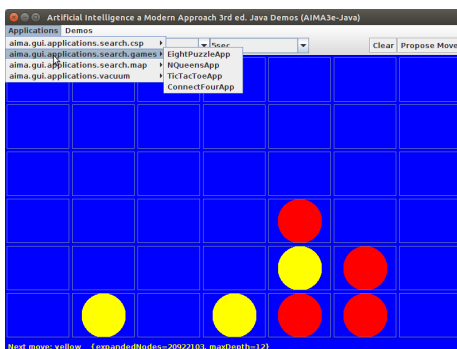 Artificial Intelligence a Modern Approach 3rd ed. Java Demos (AIMA3e-Java)
Applications Demos
aima.gui.applications.search.csp
5sec
Clear Propose Move
aima.gui.applications.search.games
EightPuzzleApp
aima.gui.applications.search.map
NQueensApp
aima.gui.applications.vacuum
TicTacToeApp
ConnectFourApp
Next move: yellow (expandedNodes=20922103, maxDepth=12)